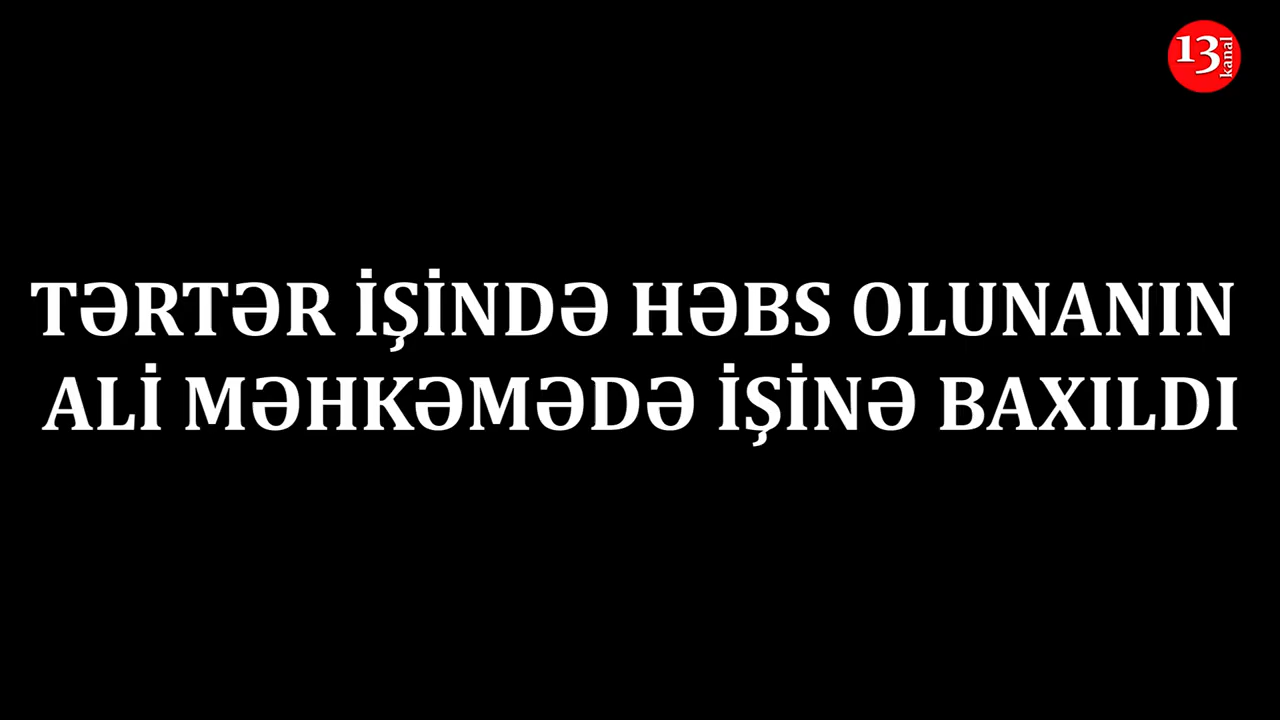 13
kanal
TƏRTƏR İŞİNDƏ HƏBS OLUNANIN
ALİ MƏHKƏMƏDƏ İŞİNƏ BAXILDI